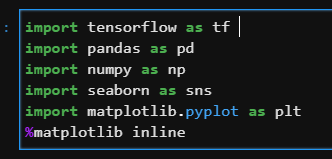 :
import tensorflow as tf
import pandas as pd
import numpy as np
import seaborn as sns
import matplotlib.pyplot as plt
%matplotlib inline